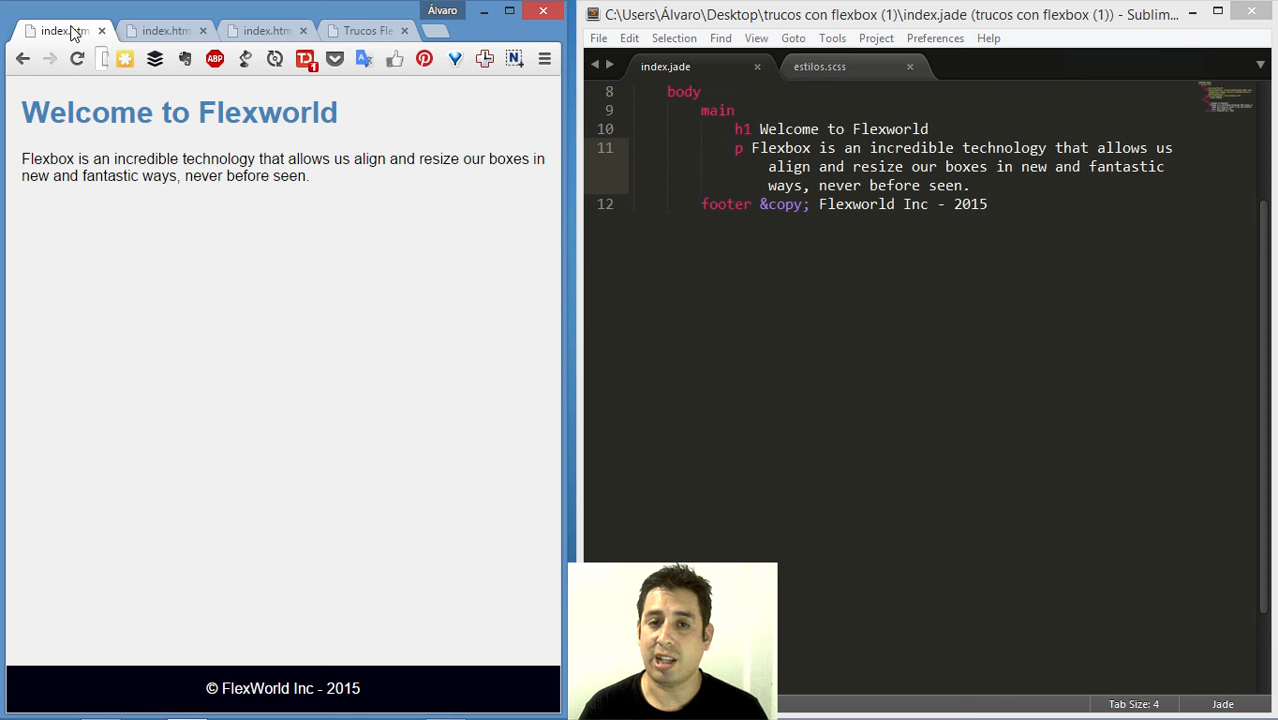 index.htm
index.htm
index.htm
Trucos Fle
Álvaro
ABP
TD
1
N
Welcome to Flexworld
Flexbox is an incredible technology that allows us align and resize our boxes in
new and fantastic ways, never before seen.
© FlexWorld Inc - 2015
C:\Users\Álvaro\Desktop\trucos con flexbox (1)\index.jade (trucos con flexbox (1)) - Sublim...
File Edit Selection Find View Goto Tools Project Preferences Help
index.jade
estilos.scss
8 body
9 main
10 h1 Welcome to Flexworld
11 p Flexbox is an incredible technology that allows us
align and resize our boxes in new and fantastic
ways, never before seen.
12 footer &copy; Flexworld Inc - 2015
Tab Size: 4 Jade